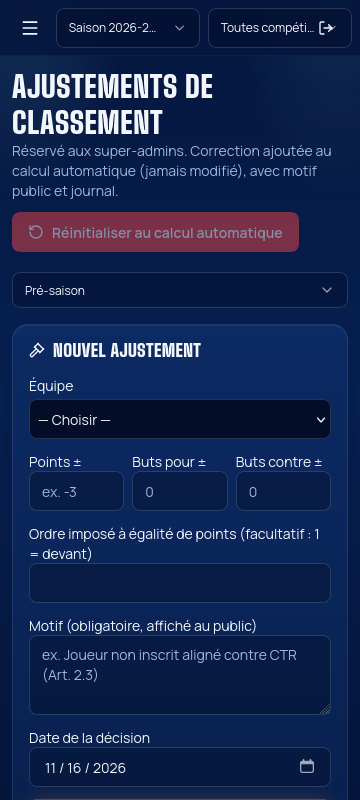 Saison 2026-2...
Toutes compéti...
AJUSTEMENTS DE
CLASSEMENT
Réservé aux super-admins. Correction ajoutée au
calcul automatique (jamais modifié), avec motif
public et journal.
Réinitialiser au calcul automatique
Pré-saison
NOUVEL AJUSTEMENT
Équipe
— Choisir —
Points ±
Buts pour ±
Buts contre ±
ex. -3
0
0
Ordre imposé à égalité de points (facultatif : 1
= devant)
Motif (obligatoire, affiché au public)
ex. Joueur non inscrit aligné contre CTR
(Art. 2.3)
Date de la décision
11 / 16 / 2026